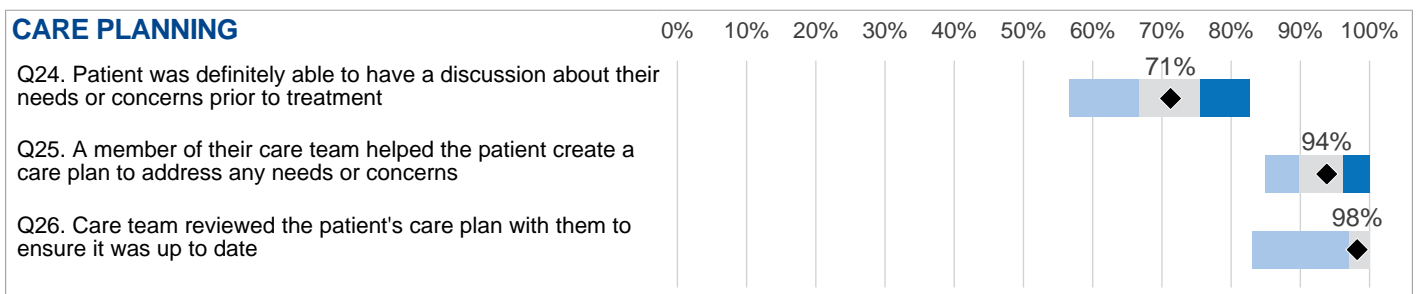 CARE PLANNING
0% 10% 20% 30% 40% 50% 60% 70% 80% 90% 100%
Q24. Patient was definitely able to have a discussion about their
needs or concerns prior to treatment
71%
Q25. A member of their care team helped the patient create a
care plan to address any needs or concerns
94%
Q26. Care team reviewed the patient's care plan with them to
ensure it was up to date
98%